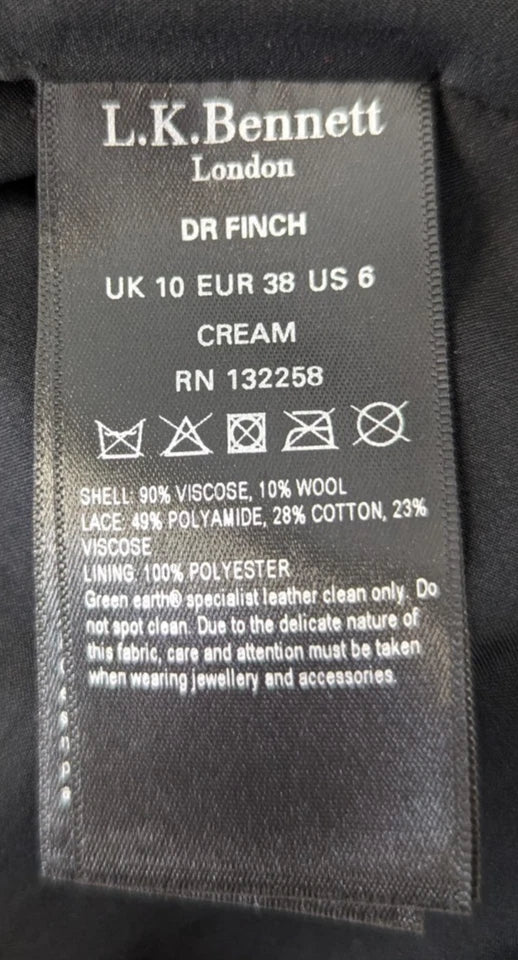 L.K.Bennett
London
DR FINCH
UK 10 EUR 38 US 6
CREAM
RN 132258
SHELL: 90% VISCOSE, 10% WOOL
LACE: 49% POLYAMIDE, 28% COTTON, 23%
VISCOSE
LINING: 100% POLYESTER
Green earth® specialist leather clean only. Do
not spot clean. Due to the delicate nature of
this fabric, care and attention must be taken
when wearing jewellery and accessories.